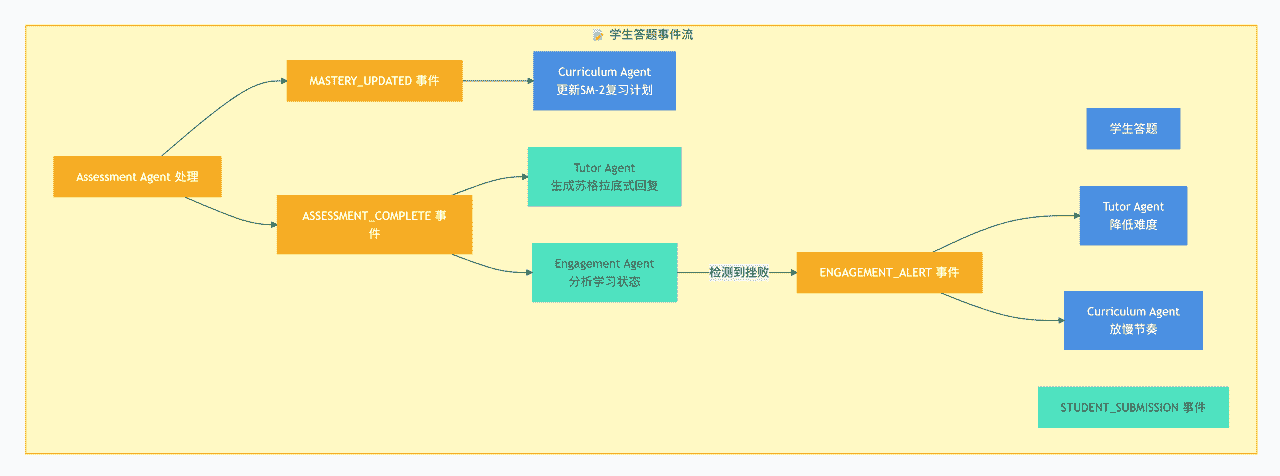 📝 学生答题事件流
Assessment Agent 处理
MASTERY_UPDATED 事件
Curriculum Agent
更新SM-2复习计划
ASSESSMENT_COMPLETE 事
件
Tutor Agent
生成苏格拉底式回复
Engagement Agent
分析学习状态
检测到挫败
ENGAGEMENT_ALERT 事件
学生答题
Tutor Agent
降低难度
Curriculum Agent
放慢节奏
STUDENT_SUBMISSION 事件